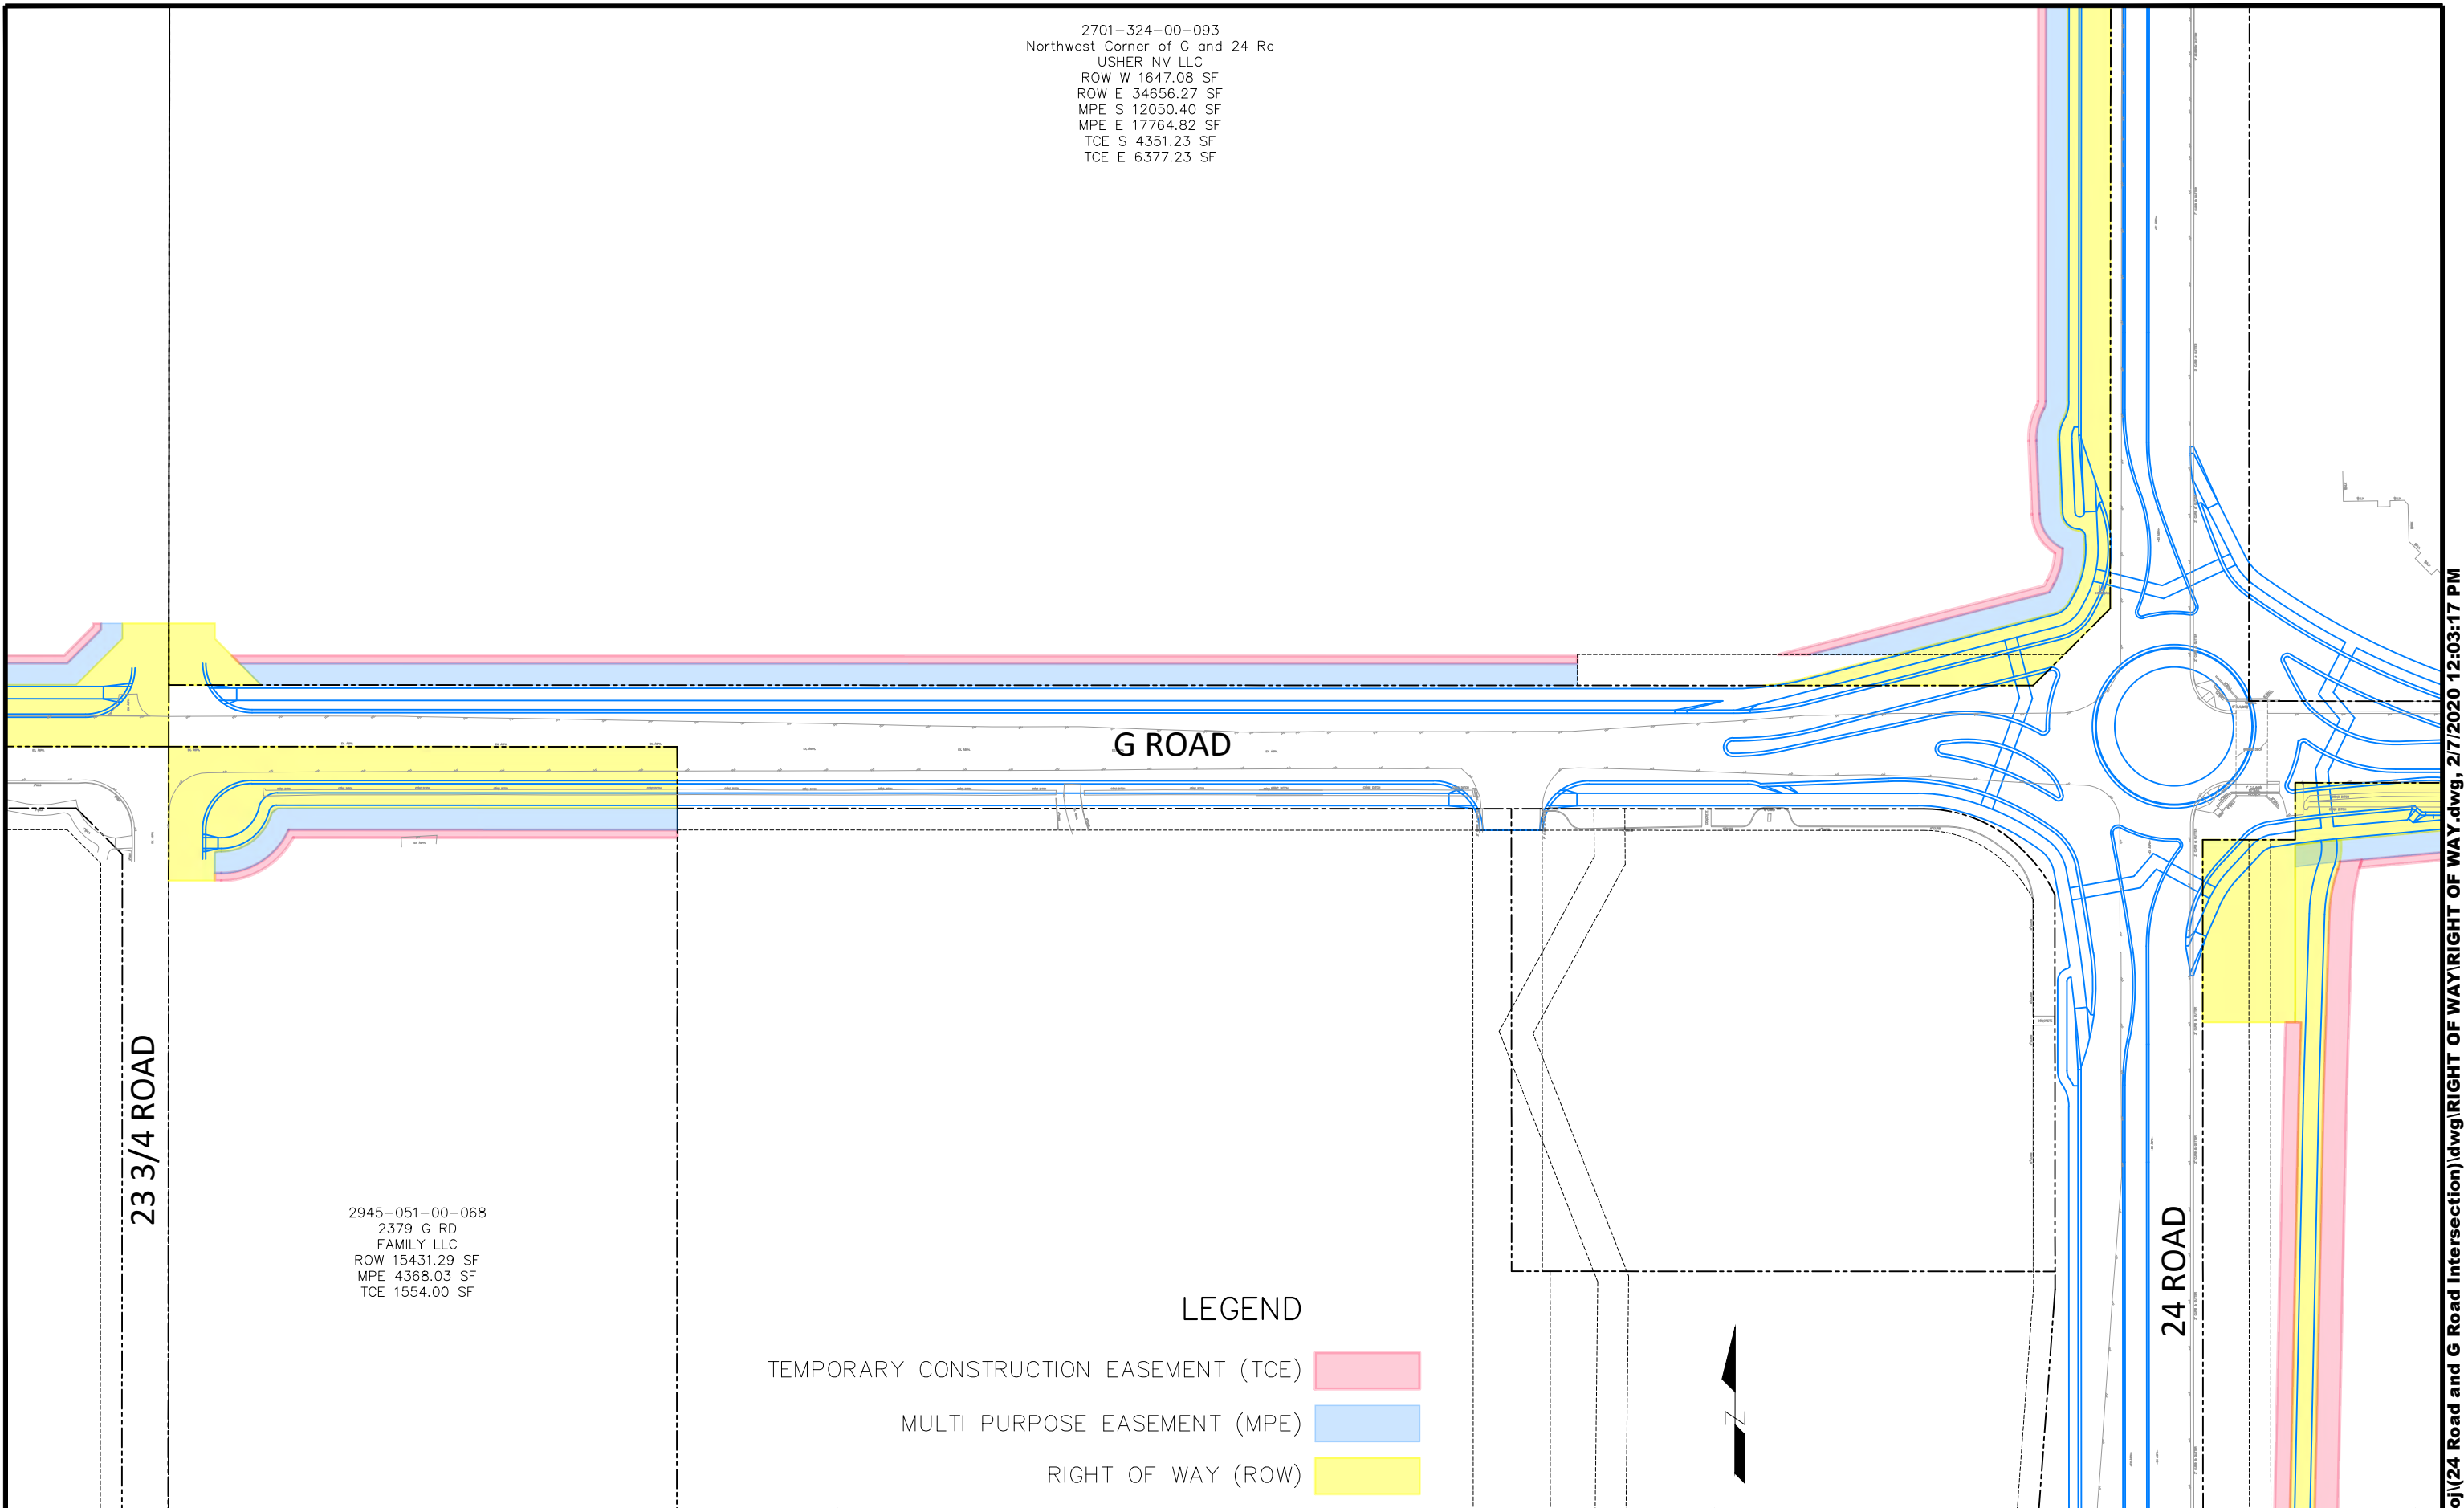 2701-324-00-093
Northwest Corner of G and 24 Rd
USHER NV LLC
ROW W 1647.08 SF
ROW E 34656.27 SF
MPE S 12050.40 SF
MPE E 17764.82 SF
TCE S 4351.23 SF
TCE E 6377.23 SF
G ROAD
23 3/4 ROAD
24 ROAD
2945-051-00-068
2379 G RD
FAMILY LLC
ROW 15431.29 SF
MPE 4368.03 SF
TCE 1554.00 SF
LEGEND
TEMPORARY CONSTRUCTION EASEMENT (TCE)
MULTI PURPOSE EASEMENT (MPE)
RIGHT OF WAY (ROW)
N
oj\(24 Road and G Road Intersection)\dwg\RIGHT OF WAY\RIGHT OF WAY.dwg, 2/7/2020 12:03:17 PM